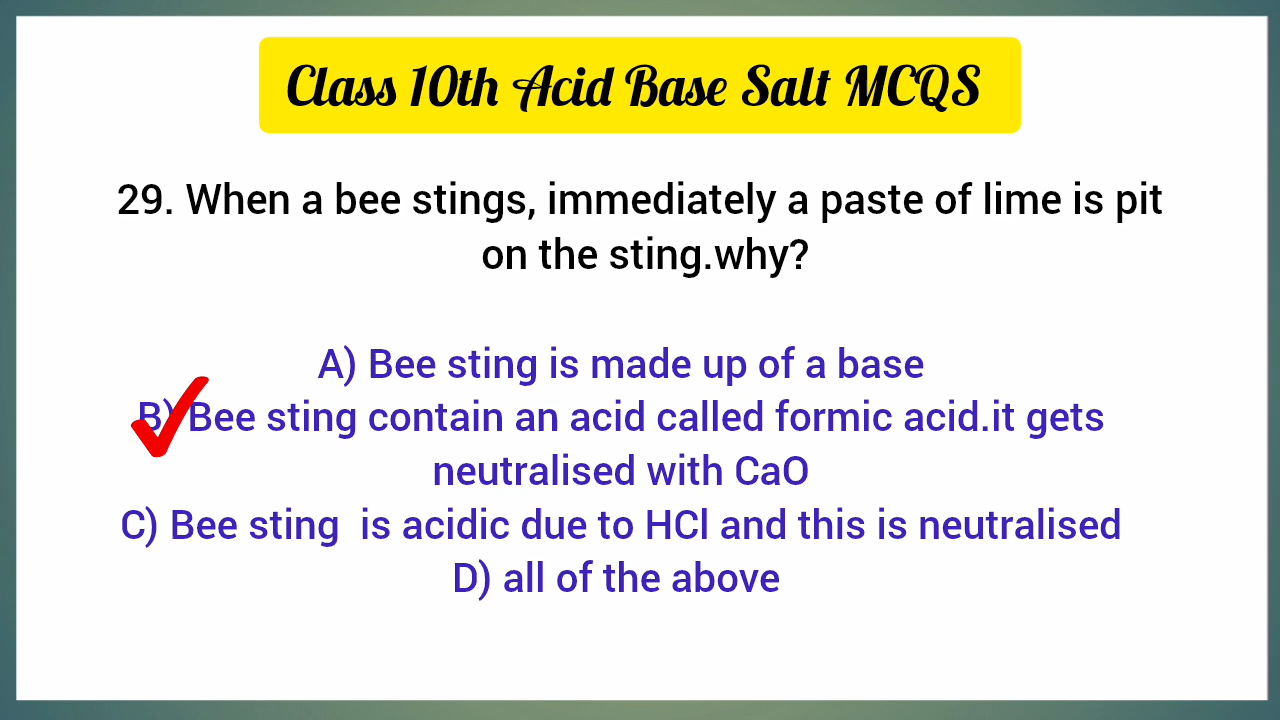 Class 10th Acid Base Salt MCQS
29. When a bee stings, immediately a paste of lime is pit
on the sting.why?
A) Bee sting is made up of a base
B) Bee sting contain an acid called formic acid.it gets
neutralised with CaO
C) Bee sting  is acidic due to HCl and this is neutralised
D) all of the above